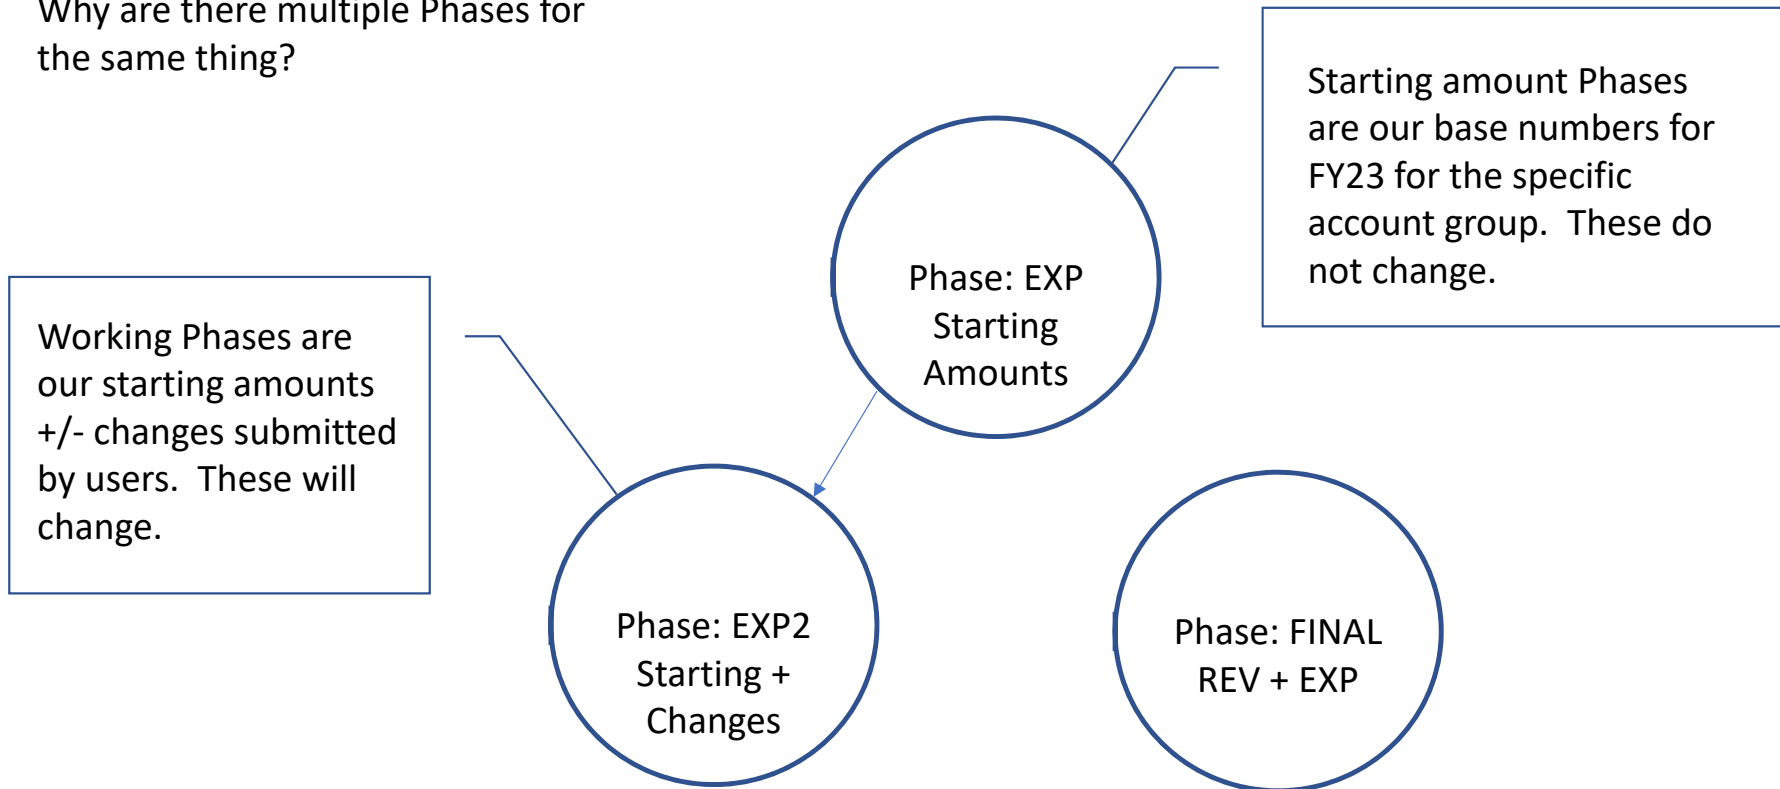 Why are there multiple Phases for
the same thing?
Starting amount Phases
are our base numbers for
FY23 for the specific
account group.  These do
not change.
Phase: EXP
Starting
Amounts
Working Phases are
our starting amounts
+/- changes submitted
by users.  These will
change.
Phase: EXP2
Starting +
Changes
Phase: FINAL
REV + EXP